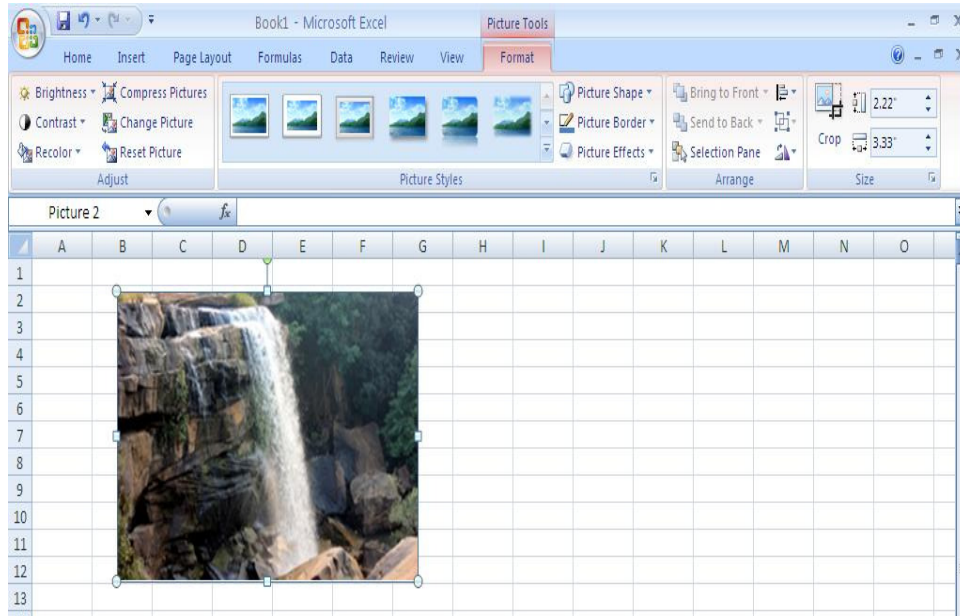 Book1 - Microsoft Excel Picture Tools
Home Insert Page Layout Formulas Data Review View Format
Brightness Compress Pictures Picture Shape Bring to Front 2.22"
Contrast Change Picture Picture Border Send to Back
Recolor Reset Picture Picture Effects Selection Pane Crop 3.33"
Adjust Picture Styles Arrange Size
Picture 2 fx
A B C D E F G H I J K L M N O
1
2
3
4
5
6
7
8
9
10
11
12
13